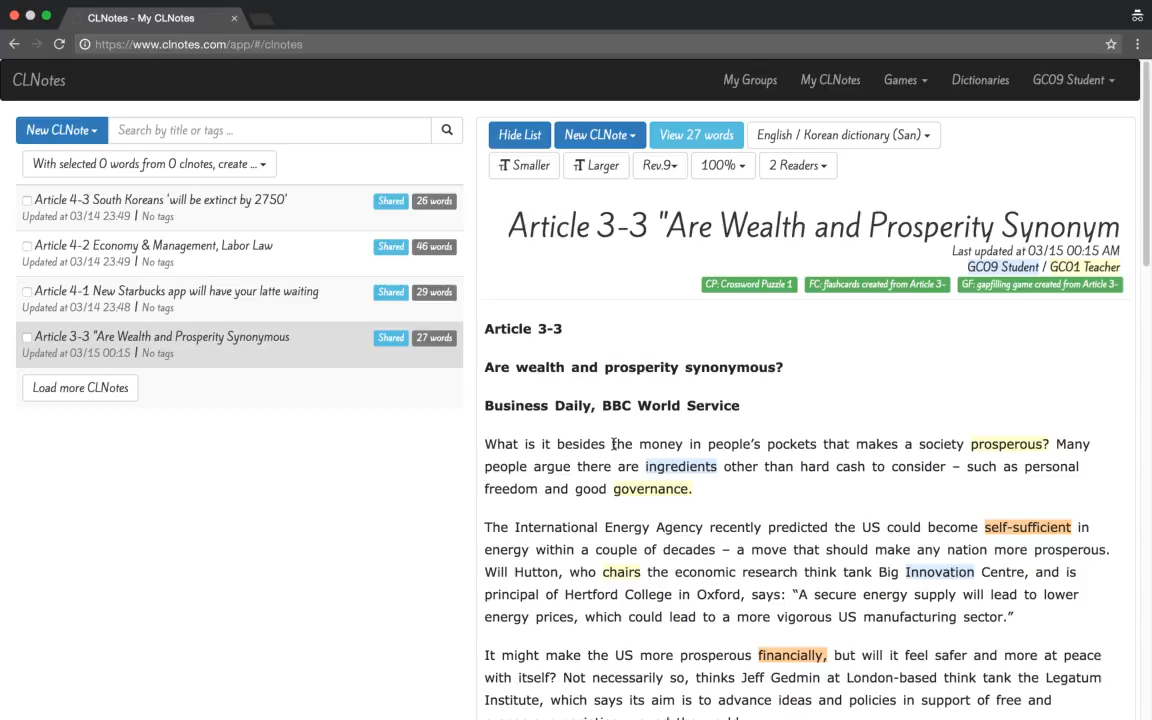 CLNotes - My CLNotes
https://www.clnotes.com/app/#/clnotes
CLNotes
My Groups
My CLNotes
Games
Dictionaries
GC09 Student
New CLNote
Search by title or tags ...
With selected 0 words from 0 clnotes, create ...
Article 4-3 South Koreans 'will be extinct by 2750'
Shared
26 words
Updated at 03/14 23:49 | No tags
Article 4-2 Economy & Management, Labor Law
Shared
46 words
Updated at 03/14 23:49 | No tags
Article 4-1 New Starbucks app will have your latte waiting
Shared
29 words
Updated at 03/14 23:48 | No tags
Article 3-3 "Are Wealth and Prosperity Synonymous
Shared
27 words
Updated at 03/15 00:15 | No tags
Load more CLNotes
Hide List
New CLNote
View 27 words
English / Korean dictionary (San)
Smaller
Larger
Rev.9
100%
2 Readers
Article 3-3 "Are Wealth and Prosperity Synonym
Last updated at 03/15 00:15 AM
GC09 Student / GC01 Teacher
CP: Crossword Puzzle 1
FC: flashcards created from Article 3-
GF: gapfilling game created from Article 3-
Article 3-3
Are wealth and prosperity synonymous?
Business Daily, BBC World Service
What is it besides the money in people's pockets that makes a society prosperous? Many
people argue there are ingredients other than hard cash to consider – such as personal
freedom and good governance.
The International Energy Agency recently predicted the US could become self-sufficient in
energy within a couple of decades – a move that should make any nation more prosperous.
Will Hutton, who chairs the economic research think tank Big Innovation Centre, and is
principal of Hertford College in Oxford, says: “A secure energy supply will lead to lower
energy prices, which could lead to a more vigorous US manufacturing sector.”
It might make the US more prosperous financially, but will it feel safer and more at peace
with itself? Not necessarily so, thinks Jeff Gedmin at London-based think tank the Legatum
Institute, which says its aim is to advance ideas and policies in support of free and